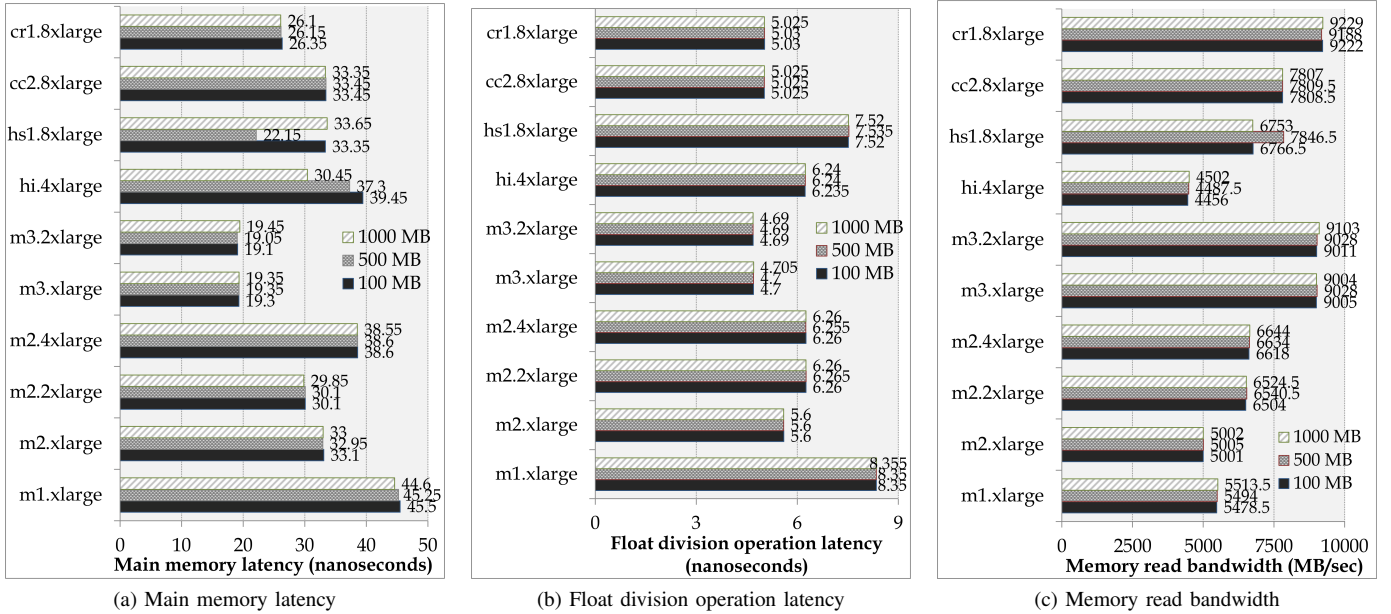 cr1.8xlarge
26.1
26.15
26.35
cc2.8xlarge
33.35
33.45
33.45
hs1.8xlarge
33.65
22.15
33.35
hi.4xlarge
30.45
37.3
39.45
m3.2xlarge
19.45
19.05
19.1
m3.xlarge
19.35
19.35
19.3
m2.4xlarge
38.55
38.6
38.6
m2.2xlarge
29.85
30.1
30.1
m2.xlarge
33
32.95
33.1
m1.xlarge
44.6
45.25
45.5
1000 MB
500 MB
100 MB
0 10 20 30 40 50
Main memory latency (nanoseconds)
(a) Main memory latency
cr1.8xlarge
5.025
5.03
5.03
cc2.8xlarge
5.025
5.025
5.025
hs1.8xlarge
7.52
7.535
7.52
hi.4xlarge
6.24
6.24
6.235
m3.2xlarge
4.69
4.69
4.69
m3.xlarge
4.705
4.7
4.7
m2.4xlarge
6.26
6.255
6.26
m2.2xlarge
6.26
6.265
6.26
m2.xlarge
5.6
5.6
5.6
m1.xlarge
8.355
8.35
8.35
1000 MB
500 MB
100 MB
0 3 6 9
Float division operation latency
(nanoseconds)
(b) Float division operation latency
cr1.8xlarge
9229
9188
9222
cc2.8xlarge
7807
7809.5
7808.5
hs1.8xlarge
6753
7846.5
6766.5
hi.4xlarge
4502
4487.5
4456
m3.2xlarge
9103
9028
9011
m3.xlarge
9004
9028
9005
m2.4xlarge
6644
6634
6618
m2.2xlarge
6524.5
6540.5
6504
m2.xlarge
5002
5005
5001
m1.xlarge
5513.5
5494
5478.5
1000 MB
500 MB
100 MB
0 2500 5000 7500 10000
Memory read bandwidth (MB/sec)
(c) Memory read bandwidth